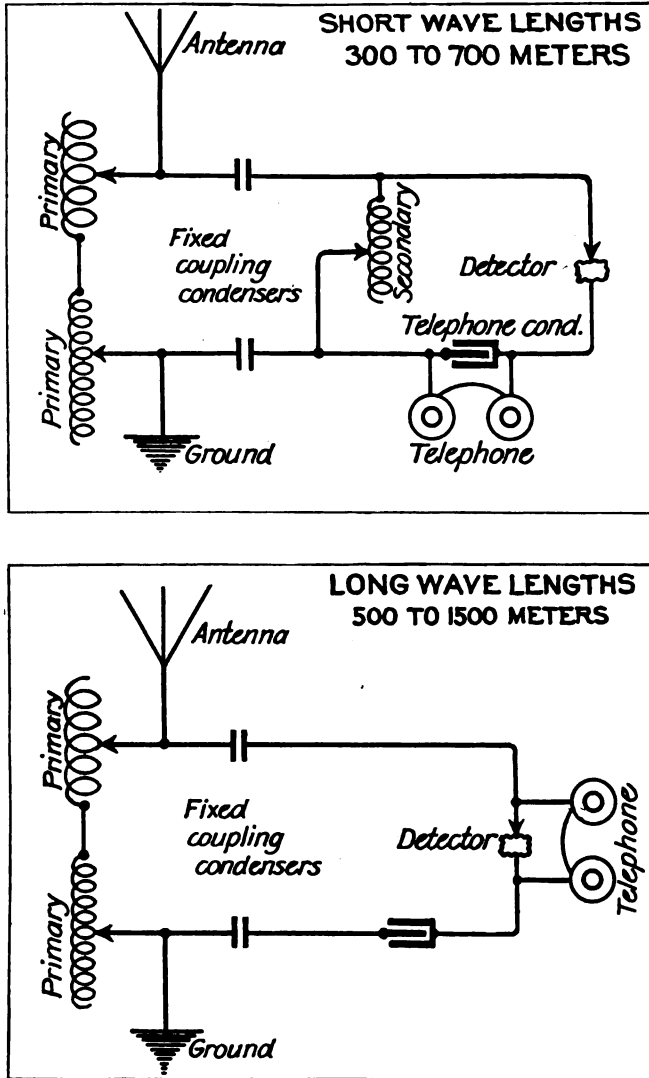 SHORT WAVE LENGTHS
300 TO 700 METERS
Antenna
Primary
Fixed
coupling
condensers
Secondary
Detector
Telephone cond.
Primary
Ground
Telephone
LONG WAVE LENGTHS
500 TO 1500 METERS
Antenna
Primary
Fixed
coupling
condensers
Detector
Telephone
Primary
Ground